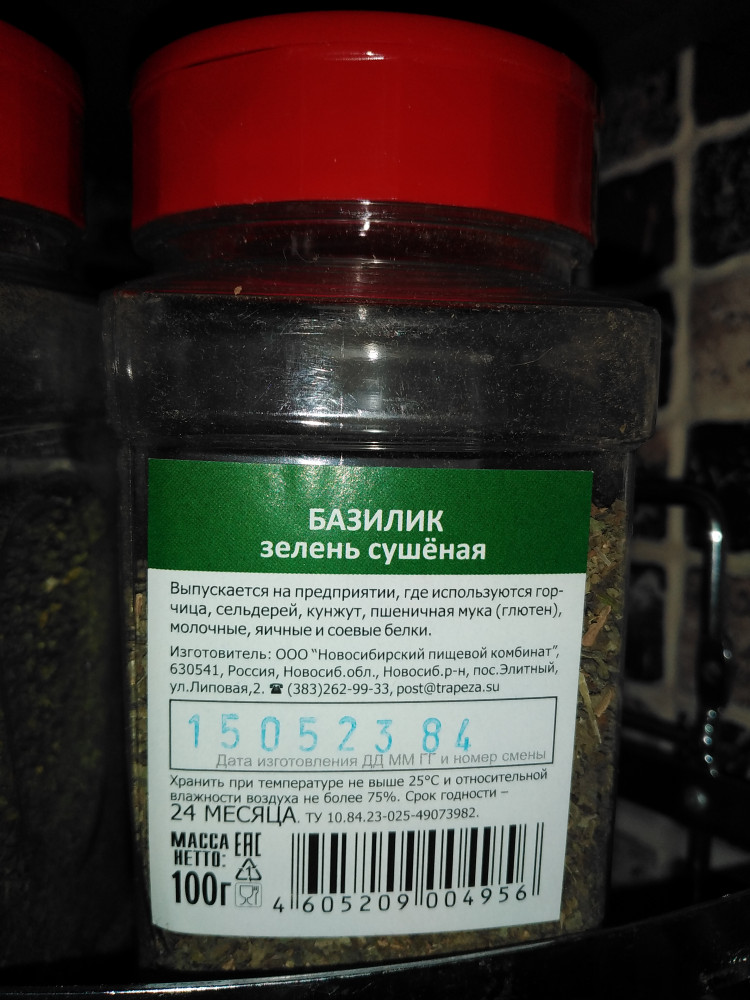 БАЗИЛИК
зелень сушёная
Выпускается на предприятии, где используются гор-
чица, сельдерей, кунжут, пшеничная мука (глютен),
молочные, яичные и соевые белки.
Изготовитель: ООО "Новосибирский пищевой комбинат",
630541, Россия, Новосиб.обл., Новосиб.р-н, пос.Элитный,
ул.Липовая,2. ☎ (383)262-99-33, post@trapeza.su
15052384
Дата изготовления ДД ММ ГГ и номер смены
Хранить при температуре не выше 25°С и относительной
влажности воздуха не более 75%. Срок годности –
24 МЕСЯЦА. ТУ 10.84.23-025-49073982.
МАССА EAC
НЕТТО:
100г
1
4 605209 004956